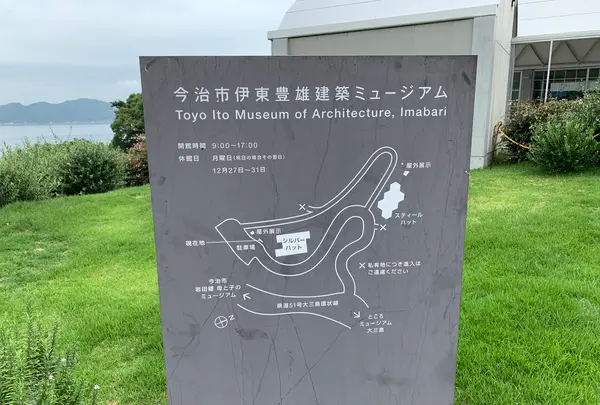 今治市伊東豊雄建築ミュージアム
Toyo Ito Museum of Architecture, Imabari
開館時間 9:00〜17:00
休館日 月曜日(祝日の場合その翌日)
12月27日〜31日
屋外展示
スティール
ハット
屋外展示
シルバー
ハット
現在地
駐車場
×私有地につき進入は
ご遠慮ください
今治市
岩田健 母と子の
ミュージアム
県道51号大三島環状線
ところ
ミュージアム
大三島
N